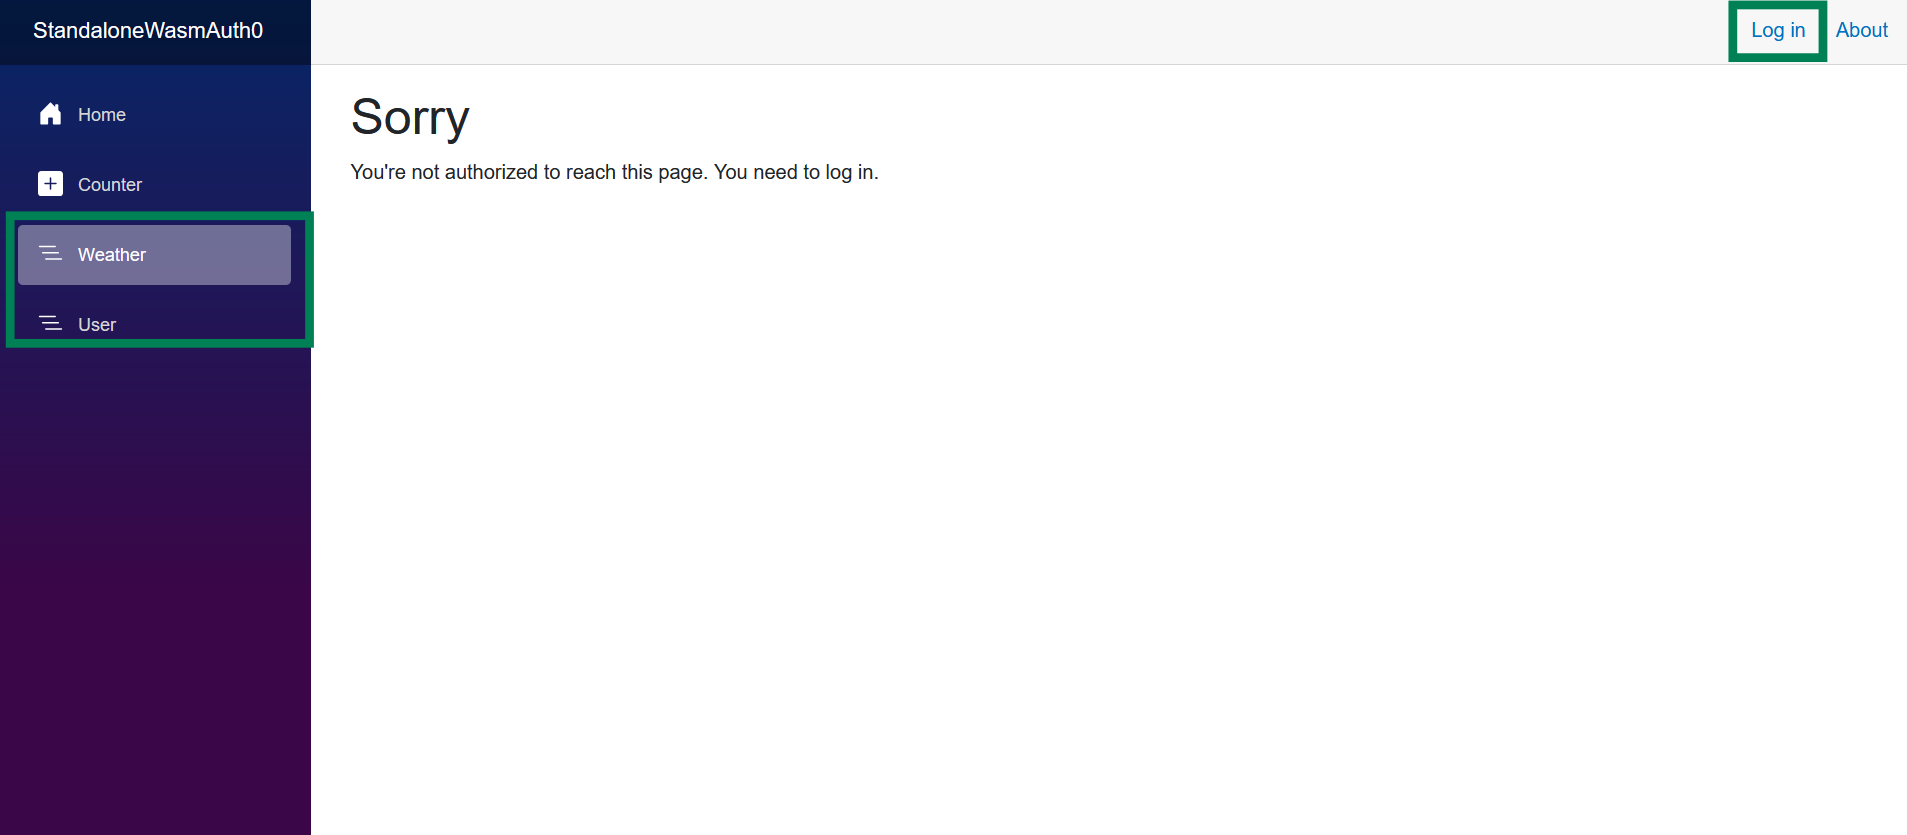 StandaloneWasmAuth0
Log in
About
Home
Counter
Weather
User
Sorry
You're not authorized to reach this page. You need to log in.